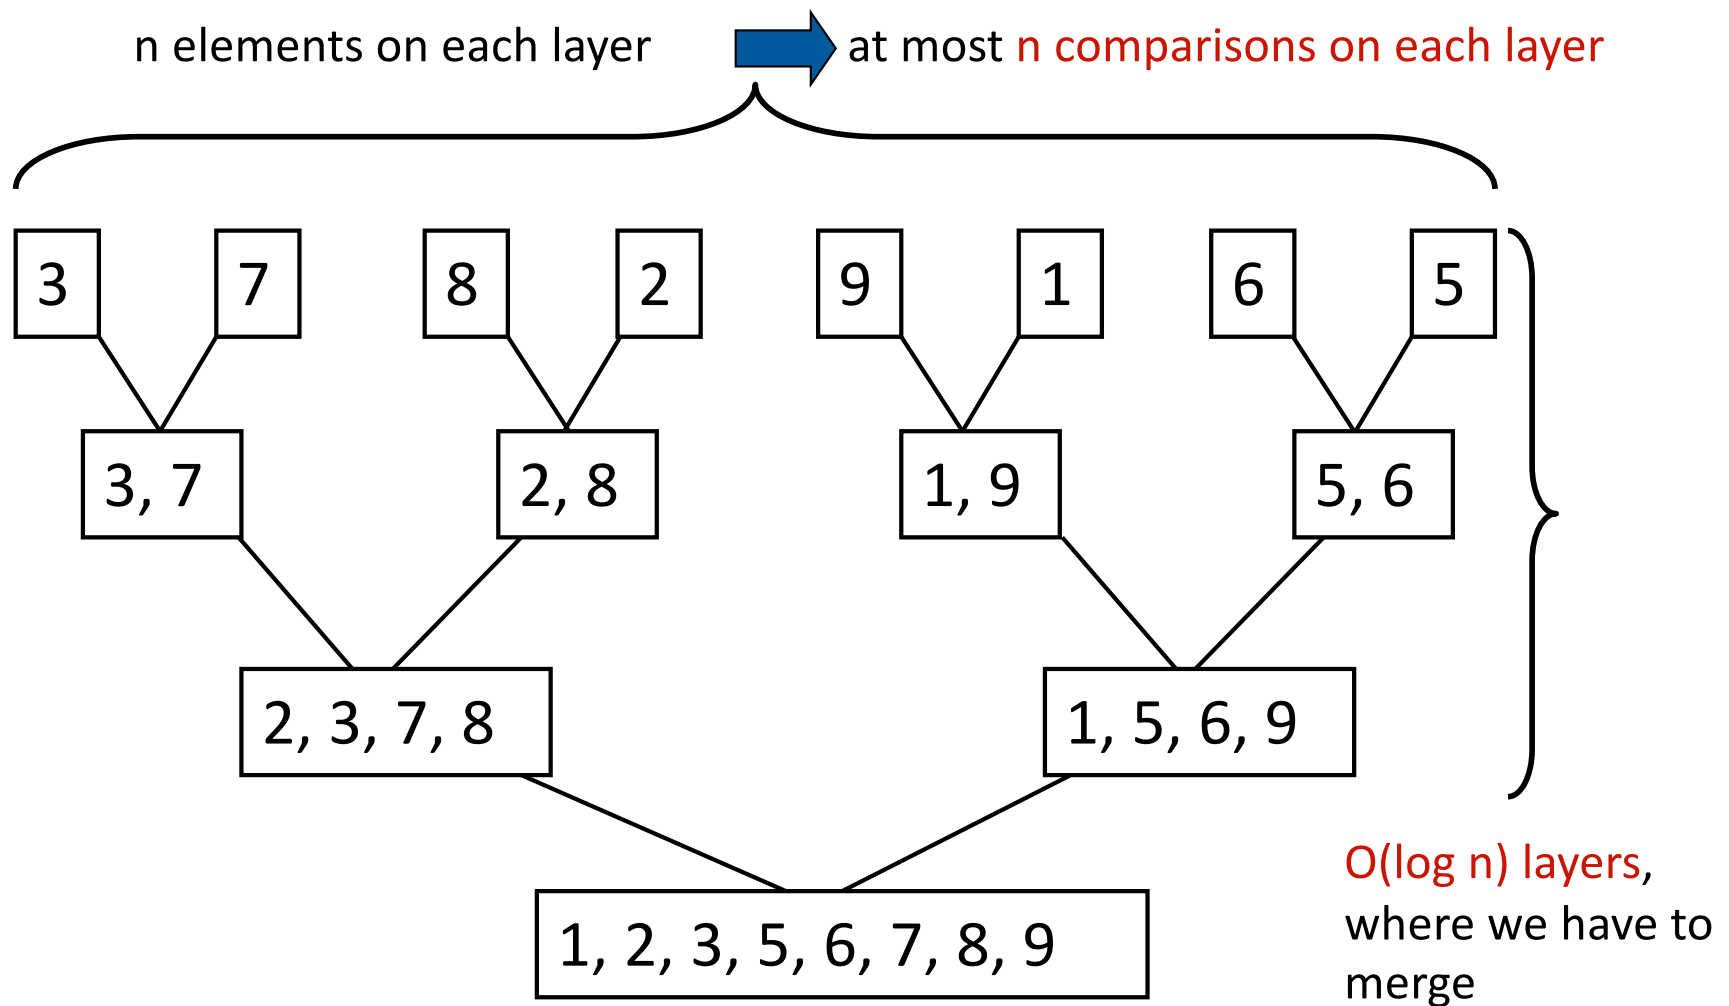 n elements on each layer at most n comparisons on each layer
3 7 8 2 9 1 6 5
3, 7 2, 8 1, 9 5, 6
2, 3, 7, 8 1, 5, 6, 9
1, 2, 3, 5, 6, 7, 8, 9
O(log n) layers,
where we have to
merge